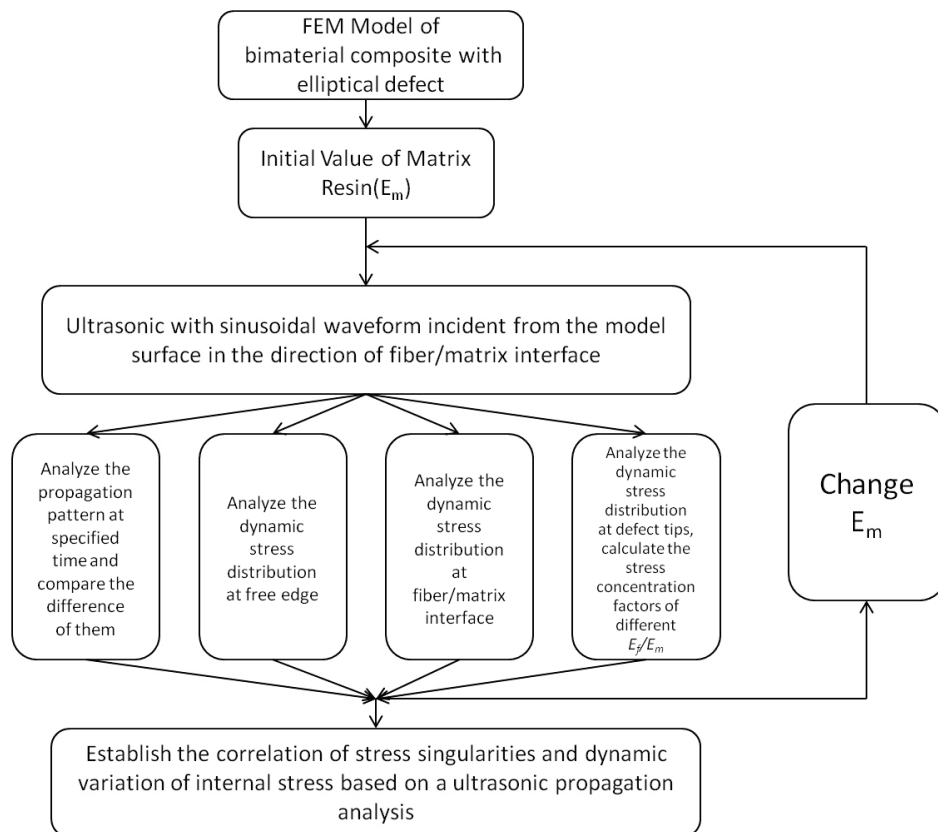 FEM Model of
bimaterial composite with
elliptical defect
Initial Value of Matrix
Resin(Em)
Ultrasonic with sinusoidal waveform incident from the model
surface in the direction of fiber/matrix interface
Analyze the
propagation
pattern at
specified
time and
compare the
difference
of them
Analyze the
dynamic
stress
distribution
at free edge
Analyze the
dynamic
stress
distribution
at
fiber/matrix
interface
Analyze the
dynamic
stress
distribution
at defect tips,
calculate the
stress
concentration
factors of
different
Ef/Em
Change
Em
Establish the correlation of stress singularities and dynamic
variation of internal stress based on a ultrasonic propagation
analysis